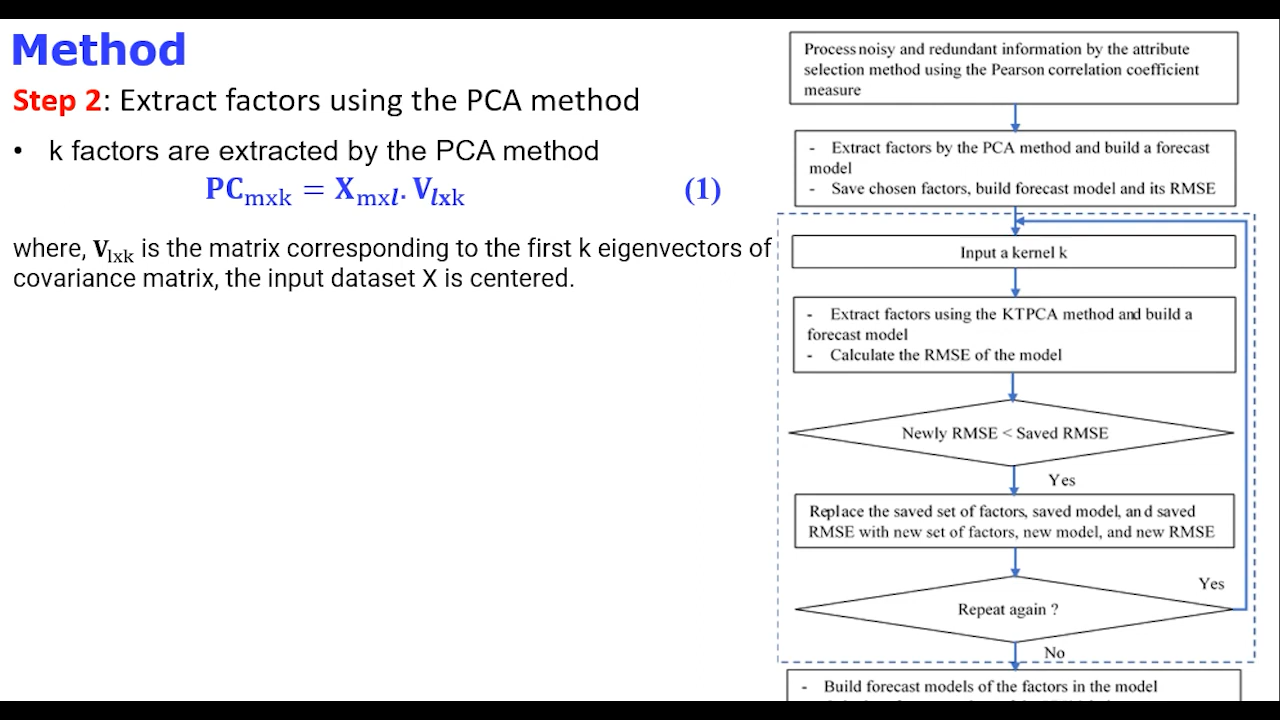 Method
Step 2: Extract factors using the PCA method
• k factors are extracted by the PCA method
PCmxk = Xmxl. Vlxk (1)
where, Vlxk is the matrix corresponding to the first k eigenvectors of
covariance matrix, the input dataset X is centered.
Process noisy and redundant information by the attribute
selection method using the Pearson correlation coefficient
measure
- Extract factors by the PCA method and build a forecast
model
- Save chosen factors, build forecast model and its RMSE
Input a kernel k
- Extract factors using the KTPCA method and build a
forecast model
- Calculate the RMSE of the model
Newly RMSE < Saved RMSE
Yes
Replace the saved set of factors, saved model, and saved
RMSE with new set of factors, new model, and new RMSE
Yes
Repeat again ?
No
- Build forecast models of the factors in the model